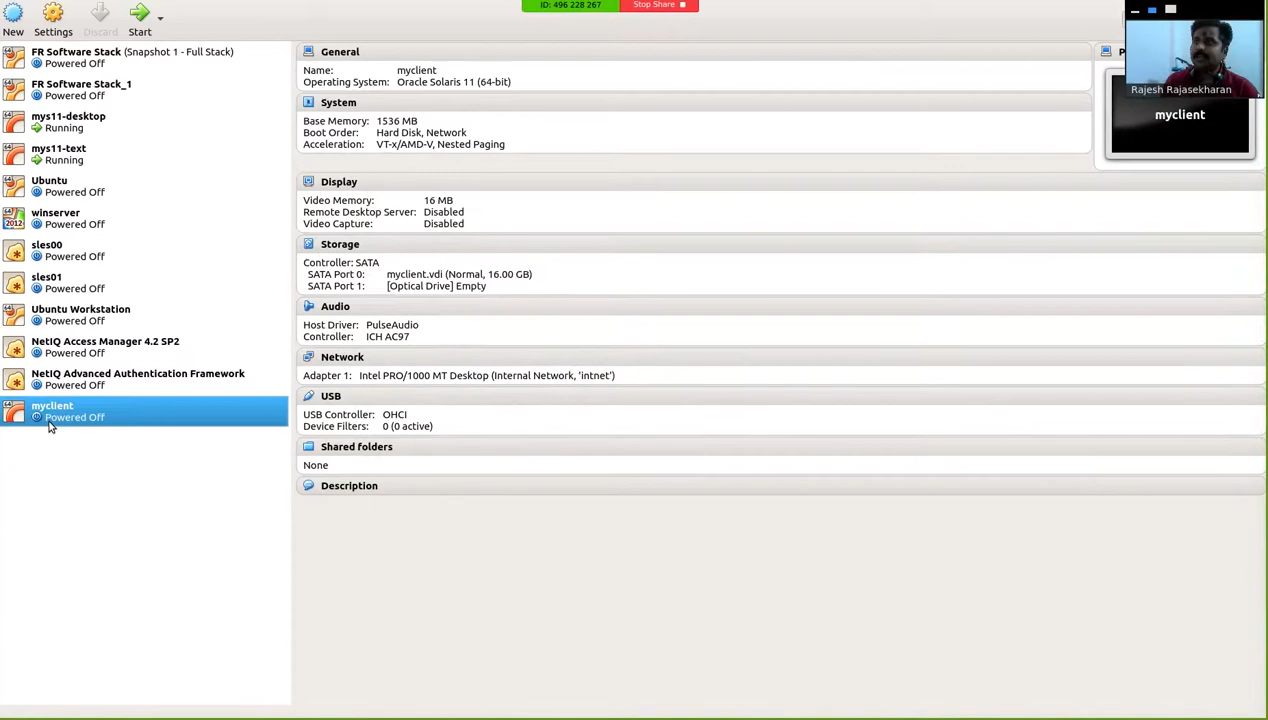 ID: 496 228 267
Stop Share
New
Settings
Discard
Start
FR Software Stack (Snapshot 1 - Full Stack)
Powered Off
FR Software Stack_1
Powered Off
mys11-desktop
Running
mys11-text
Running
Ubuntu
Powered Off
winserver
2012
Powered Off
sles00
Powered Off
sles01
Powered Off
Ubuntu Workstation
Powered Off
NetIQ Access Manager 4.2 SP2
Powered Off
NetIQ Advanced Authentication Framework
Powered Off
myclient
Powered Off
General
Name: myclient
Operating System: Oracle Solaris 11 (64-bit)
System
Base Memory: 1536 MB
Boot Order: Hard Disk, Network
Acceleration: VT-x/AMD-V, Nested Paging
Display
Video Memory: 16 MB
Remote Desktop Server: Disabled
Video Capture: Disabled
Storage
Controller: SATA
SATA Port 0: myclient.vdi (Normal, 16.00 GB)
SATA Port 1: [Optical Drive] Empty
Audio
Host Driver: PulseAudio
Controller: ICH AC97
Network
Adapter 1: Intel PRO/1000 MT Desktop (Internal Network, 'intnet')
USB
USB Controller: OHCI
Device Filters: 0 (0 active)
Shared folders
None
Description
Rajesh Rajasekharan
myclient